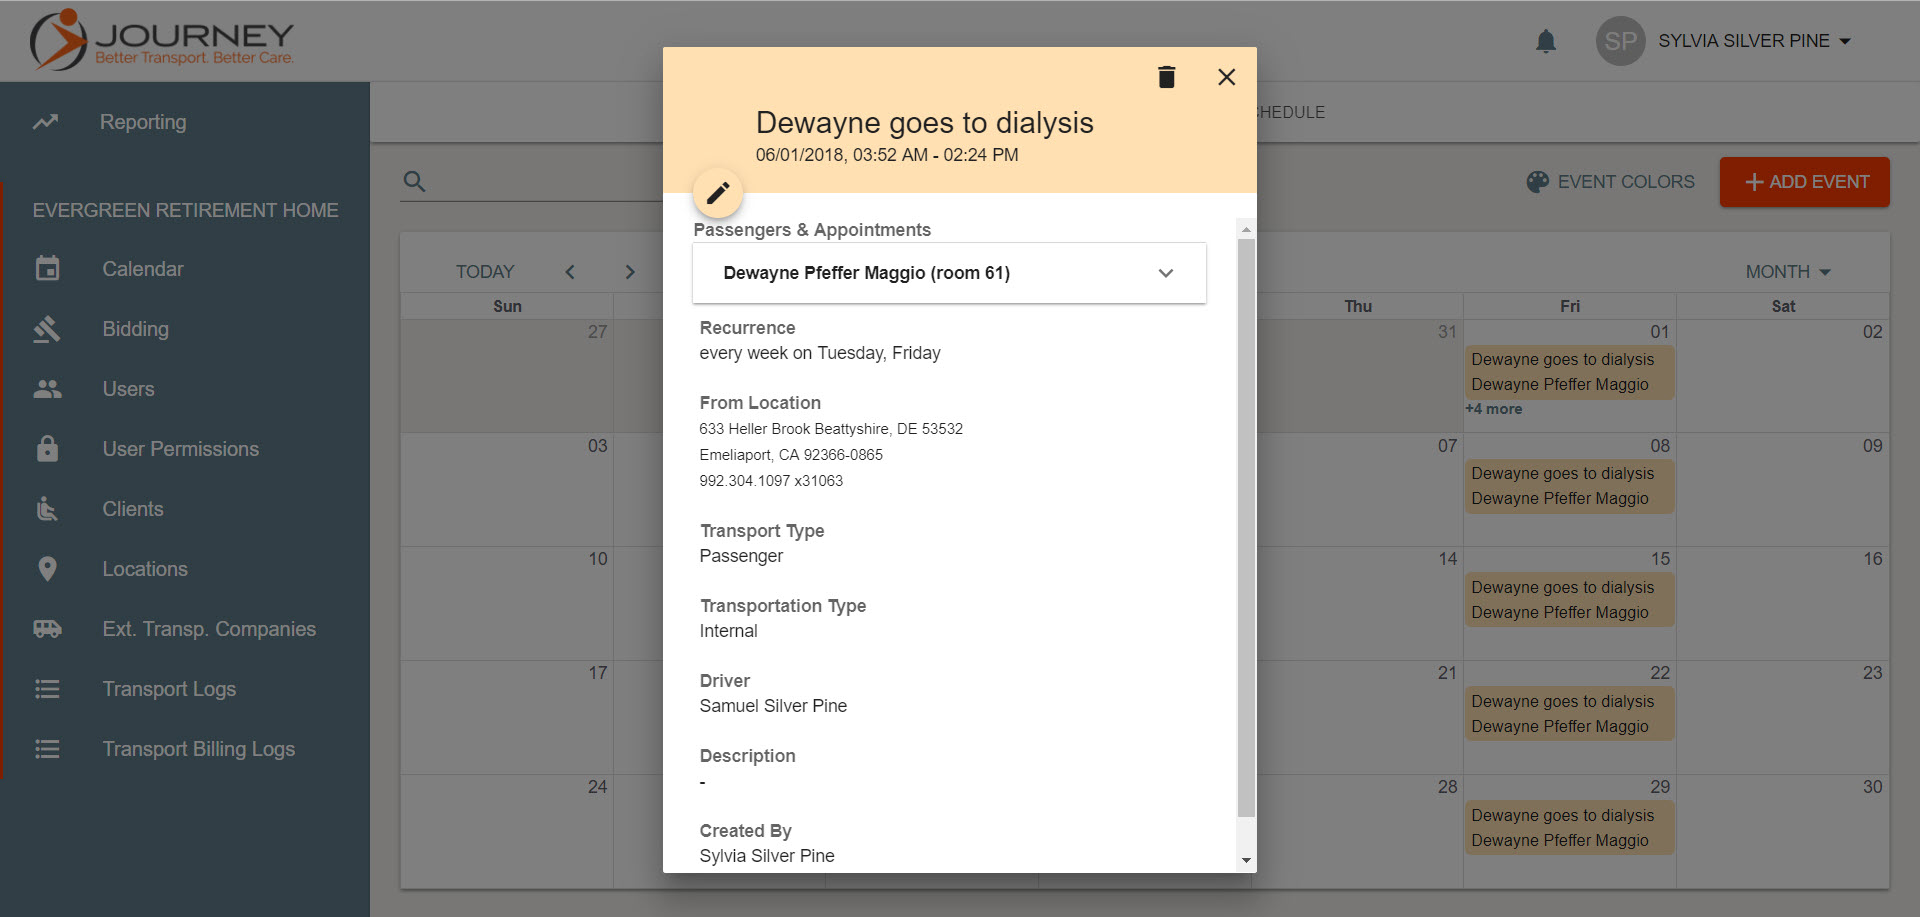 JOURNEY
Better Transport. Better Care.
SP
SYLVIA SILVER PINE
Reporting
EVERGREEN RETIREMENT HOME
Calendar
Bidding
Users
User Permissions
Clients
Locations
Ext. Transp. Companies
Transport Logs
Transport Billing Logs
HEDULE
EVENT COLORS
ADD EVENT
TODAY
MONTH
Sun
Thu
Fri
Sat
27
31
01
02
Dewayne goes to dialysis
Dewayne Pfeffer Maggio
+4 more
03
07
08
09
Dewayne goes to dialysis
Dewayne Pfeffer Maggio
10
14
15
16
Dewayne goes to dialysis
Dewayne Pfeffer Maggio
17
21
22
23
Dewayne goes to dialysis
Dewayne Pfeffer Maggio
24
28
29
30
Dewayne goes to dialysis
Dewayne Pfeffer Maggio
Dewayne goes to dialysis
06/01/2018, 03:52 AM - 02:24 PM
Passengers & Appointments
Dewayne Pfeffer Maggio (room 61)
Recurrence
every week on Tuesday, Friday
From Location
633 Heller Brook Beattyshire, DE 53532
Emeliaport, CA 92366-0865
992.304.1097 x31063
Transport Type
Passenger
Transportation Type
Internal
Driver
Samuel Silver Pine
Description
-
Created By
Sylvia Silver Pine